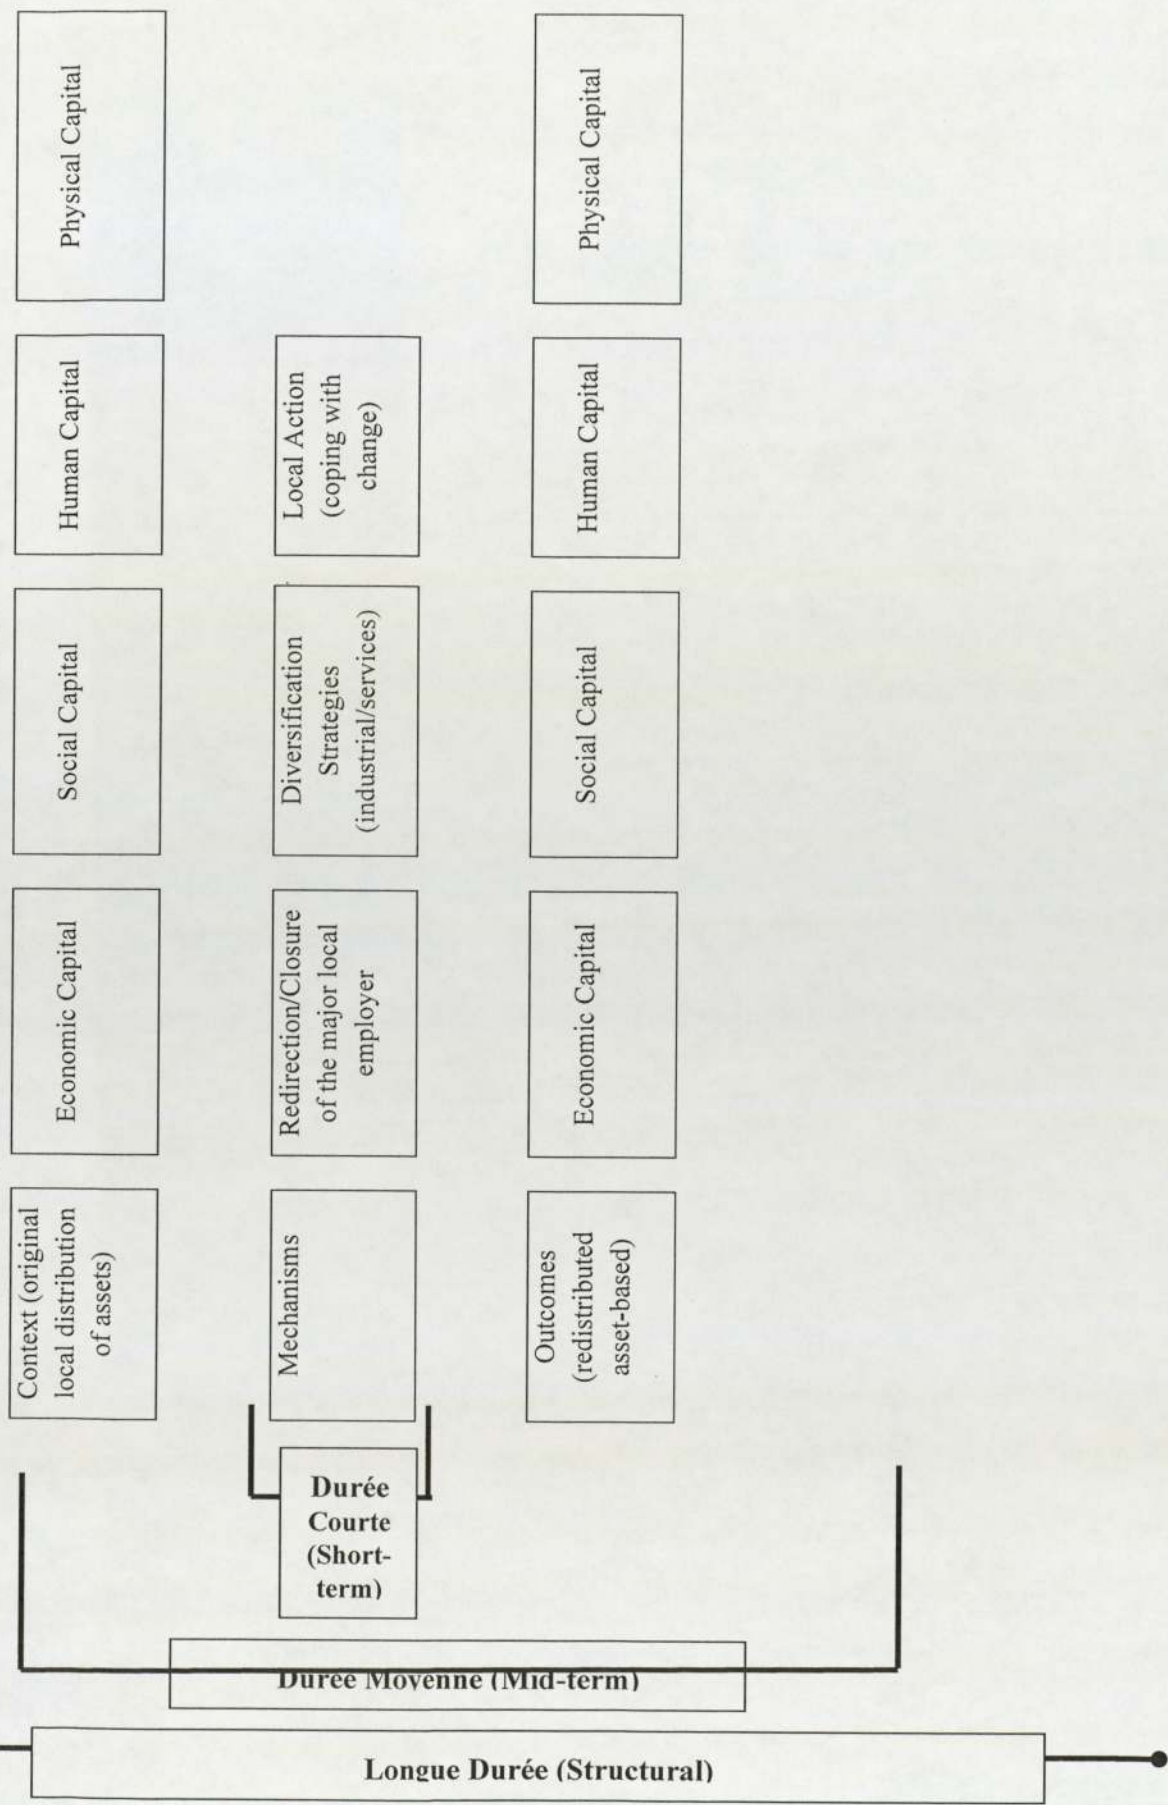 Context (original
local distribution
of assets)
Economic Capital
Social Capital
Human Capital
Physical Capital
Mechanisms
Redirection/Closure
of the major local
employer
Diversification
Strategies
(industrial/services)
Local Action
(coping with
change)
Outcomes
(redistributed
asset-based)
Economic Capital
Social Capital
Human Capital
Physical Capital
Durée
Courte
(Short-
term)
Durée Moyenne (Mid-term)
Longue Durée (Structural)